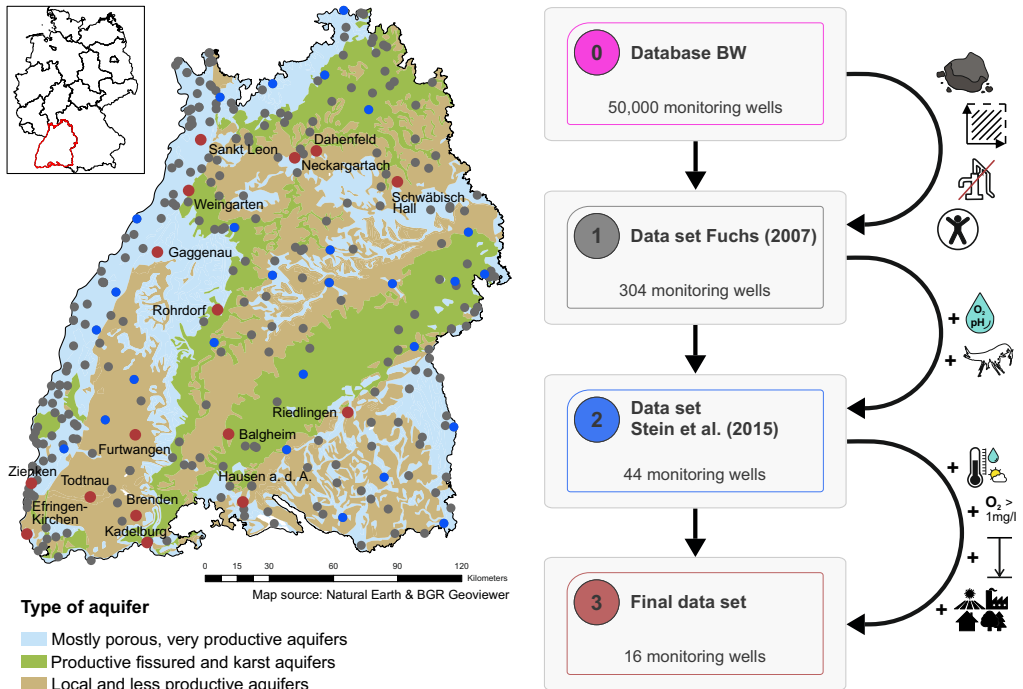 Sankt Leon
Dahenfeld
Neckargartach
Schwäbisch
Hall
Weingarten
Gaggenau
Rohrdorf
Riedlingen
Balgheim
Furtwangen
Hausen a. d. A.
Zienken
Todtnau
Brenden
Efringen-
Kirchen
Kadelburg
0 15 30 60 90 120
Kilometers
Map source: Natural Earth & BGR Geoviewer
Type of aquifer
Mostly porous, very productive aquifers
Productive fissured and karst aquifers
Local and less productive aquifers
0 Database BW
50,000 monitoring wells
1 Data set Fuchs (2007)
304 monitoring wells
+ O₂
pH
+
2 Data set
Stein et al. (2015)
44 monitoring wells
+
+ O₂ >
1mg/l
+
+
3 Final data set
16 monitoring wells